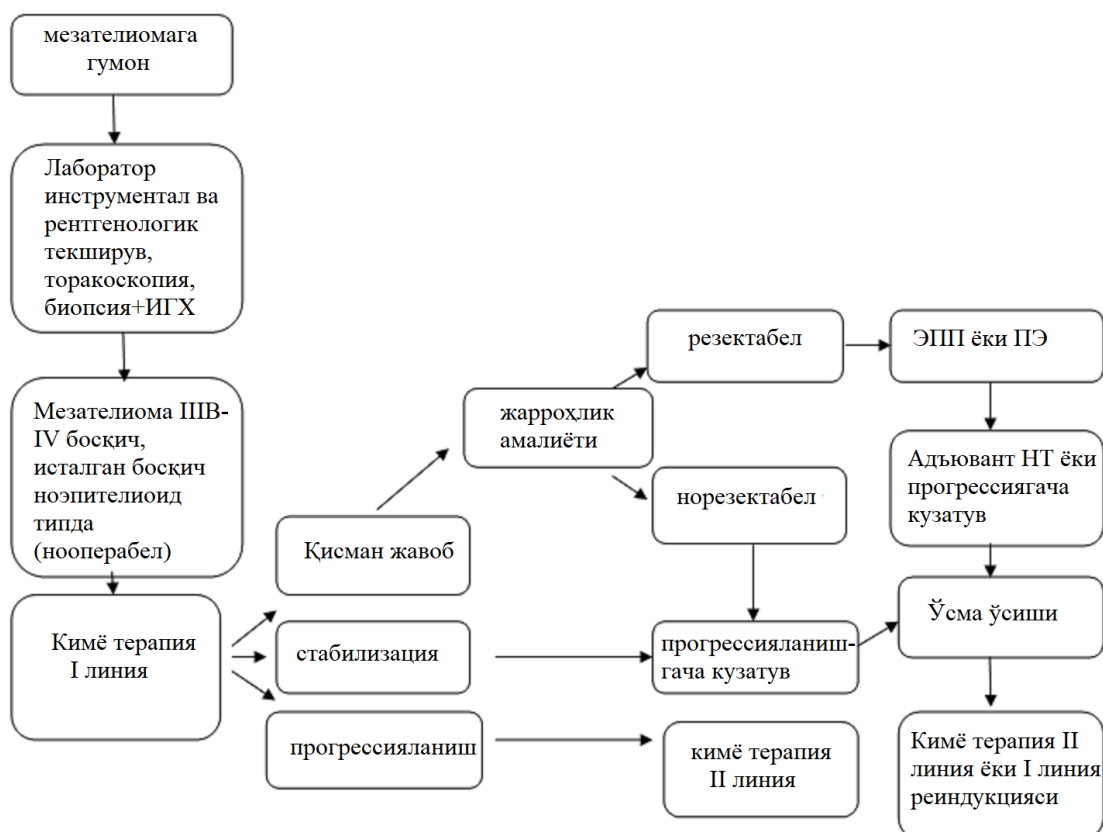 мезателиомага
гумон
Лаборатор
инструментал ва
рентгенологик
текширув,
торакоскопия,
биопсия+ИГХ
Мезателиома IIIB-
IV босқич,
исталган босқич
ноэпителиоид
типда
(нооперабел)
Кимё терапия
I линия
Қисман жавоб
стабилизация
прогрессияланиш
жарроҳлик
амалиёти
резектабел
норезектабел
прогрессияланиш-
гача кузатув
кимё терапия
II линия
ЭПП ёки ПЭ
Адъювант НТ ёки
прогрессиягача
кузатув
Ўсма ўсиши
Кимё терапия II
линия ёки I линия
реиндукцияси